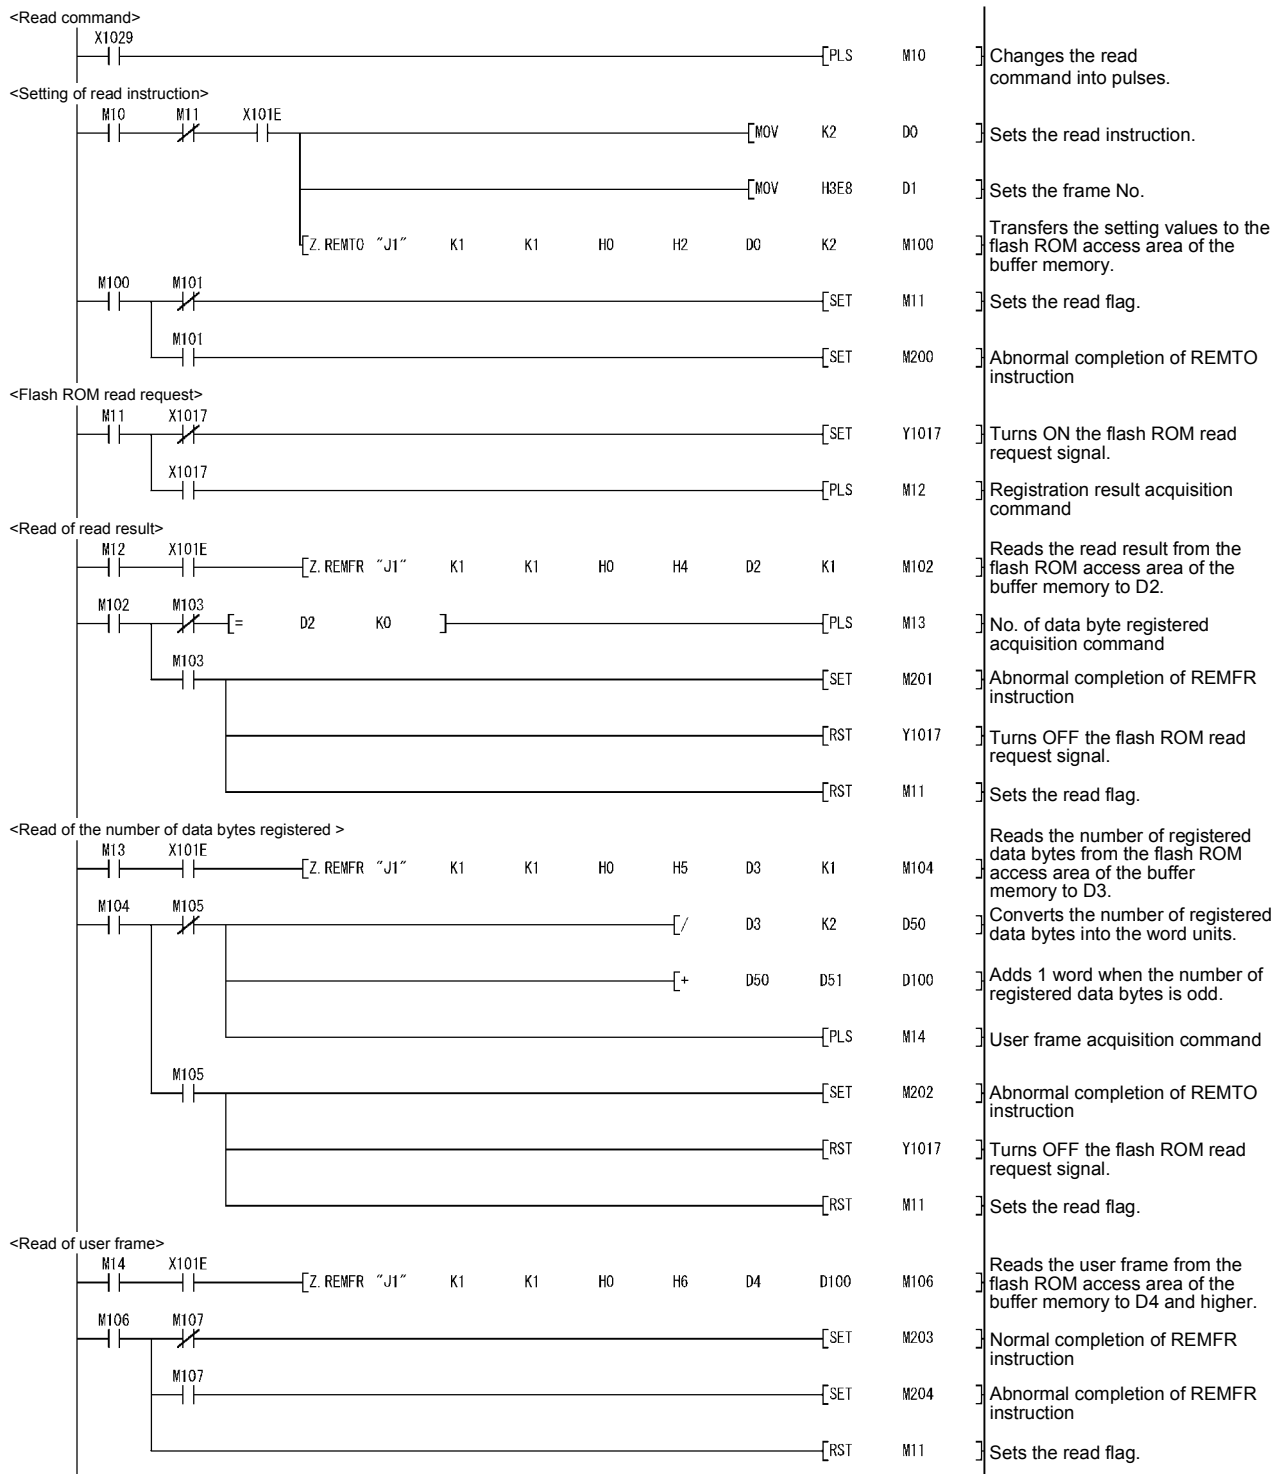 <Read command>
X1029
[PLS M10 ] Changes the read
command into pulses.
<Setting of read instruction>
M10 M11 X101E
[MOV K2 D0 ] Sets the read instruction.
[MOV H3E8 D1 ] Sets the frame No.
[Z.REMTO "J1" K1 K1 H0 H2 D0 K2 M100 ] Transfers the setting values to the
flash ROM access area of the
buffer memory.
M100 M101
[SET M11 ] Sets the read flag.
M101
[SET M200 ] Abnormal completion of REMTO
instruction
<Flash ROM read request>
M11 X1017
[SET Y1017 ] Turns ON the flash ROM read
request signal.
X1017
[PLS M12 ] Registration result acquisition
command
<Read of read result>
M12 X101E
[Z.REMFR "J1" K1 K1 H0 H4 D2 K1 M102 ] Reads the read result from the
flash ROM access area of the
buffer memory to D2.
M102 M103
[= D2 K0 ] [PLS M13 ] No. of data byte registered
acquisition command
M103
[SET M201 ] Abnormal completion of REMFR
instruction
[RST Y1017 ] Turns OFF the flash ROM read
request signal.
[RST M11 ] Sets the read flag.
<Read of the number of data bytes registered >
M13 X101E
[Z.REMFR "J1" K1 K1 H0 H5 D3 K1 M104 ] Reads the number of registered
data bytes from the flash ROM
access area of the buffer
memory to D3.
M104 M105
[/ D3 K2 D50 ] Converts the number of registered
data bytes into the word units.
[+ D50 D51 D100 ] Adds 1 word when the number of
registered data bytes is odd.
[PLS M14 ] User frame acquisition command
M105
[SET M202 ] Abnormal completion of REMTO
instruction
[RST Y1017 ] Turns OFF the flash ROM read
request signal.
[RST M11 ] Sets the read flag.
<Read of user frame>
M14 X101E
[Z.REMFR "J1" K1 K1 H0 H6 D4 D100 M106 ] Reads the user frame from the
flash ROM access area of the
buffer memory to D4 and higher.
M106 M107
[SET M203 ] Normal completion of REMFR
instruction
M107
[SET M204 ] Abnormal completion of REMFR
instruction
[RST M11 ] Sets the read flag.